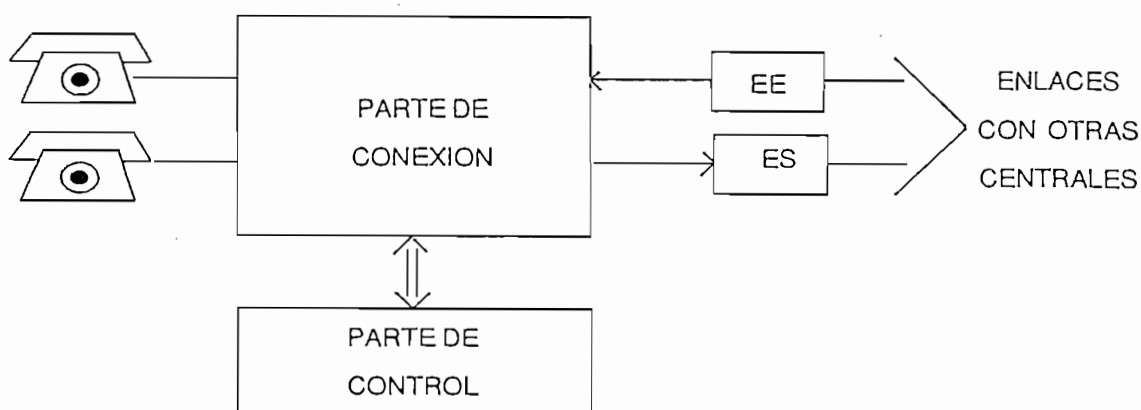 PARTE DE
CONEXION
EE
ES
ENLACES
CON OTRAS
CENTRALES
PARTE DE
CONTROL